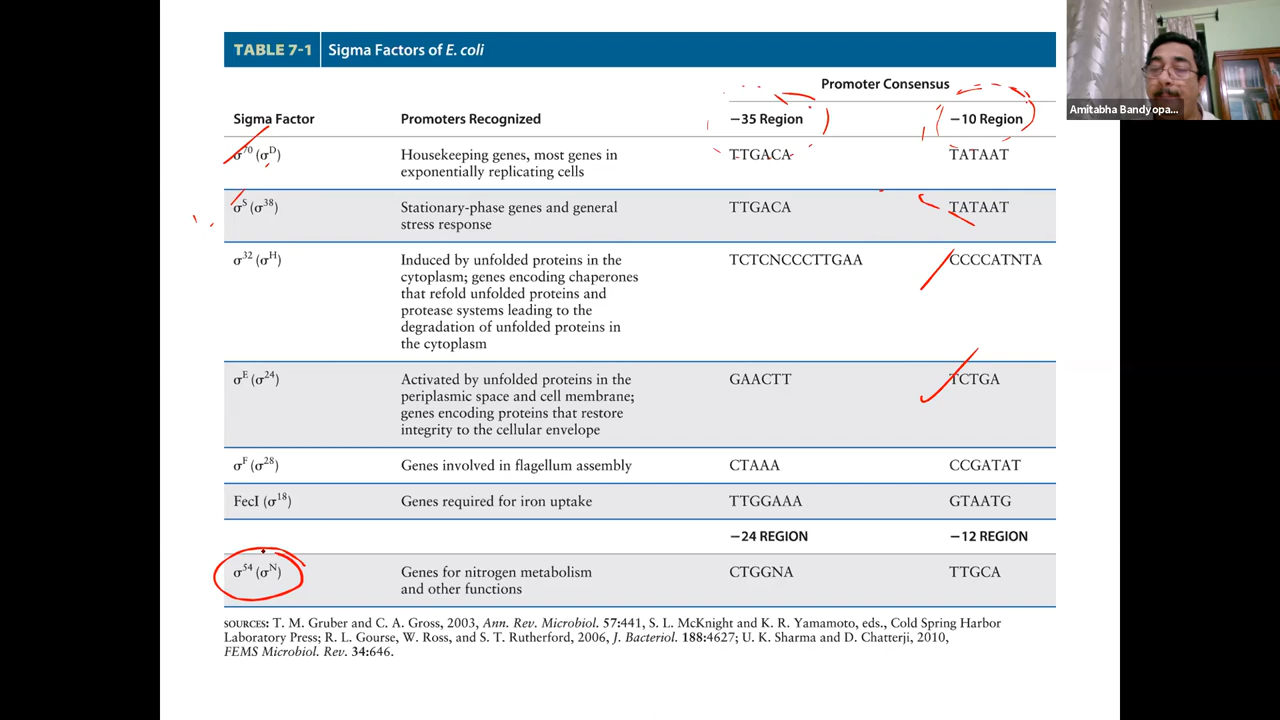 TABLE 7-1 Sigma Factors of E. coli
Amitabha Bandyopa...
Promoter Consensus
Sigma Factor Promoters Recognized −35 Region −10 Region
σ70 (σD) Housekeeping genes, most genes in TTGACA TATAAT
exponentially replicating cells
σS (σ38) Stationary-phase genes and general TTGACA TATAAT
stress response
σ32 (σH) Induced by unfolded proteins in the TCTCNCCCTTGAA CCCCATNTA
cytoplasm; genes encoding chaperones
that refold unfolded proteins and
protease systems leading to the
degradation of unfolded proteins in
the cytoplasm
σE (σ24) Activated by unfolded proteins in the GAACTT TCTGA
periplasmic space and cell membrane;
genes encoding proteins that restore
integrity to the cellular envelope
σF (σ28) Genes involved in flagellum assembly CTAAA CCGATAT
FecI (σ18) Genes required for iron uptake TTGGAAA GTAATG
−24 REGION −12 REGION
σ54 (σN) Genes for nitrogen metabolism CTGGNA TTGCA
and other functions
SOURCES: T. M. Gruber and C. A. Gross, 2003, Ann. Rev. Microbiol. 57:441, S. L. McKnight and K. R. Yamamoto, eds., Cold Spring Harbor
Laboratory Press; R. L. Gourse, W. Ross, and S. T. Rutherford, 2006, J. Bacteriol. 188:4627; U. K. Sharma and D. Chatterji, 2010,
FEMS Microbiol. Rev. 34:646.